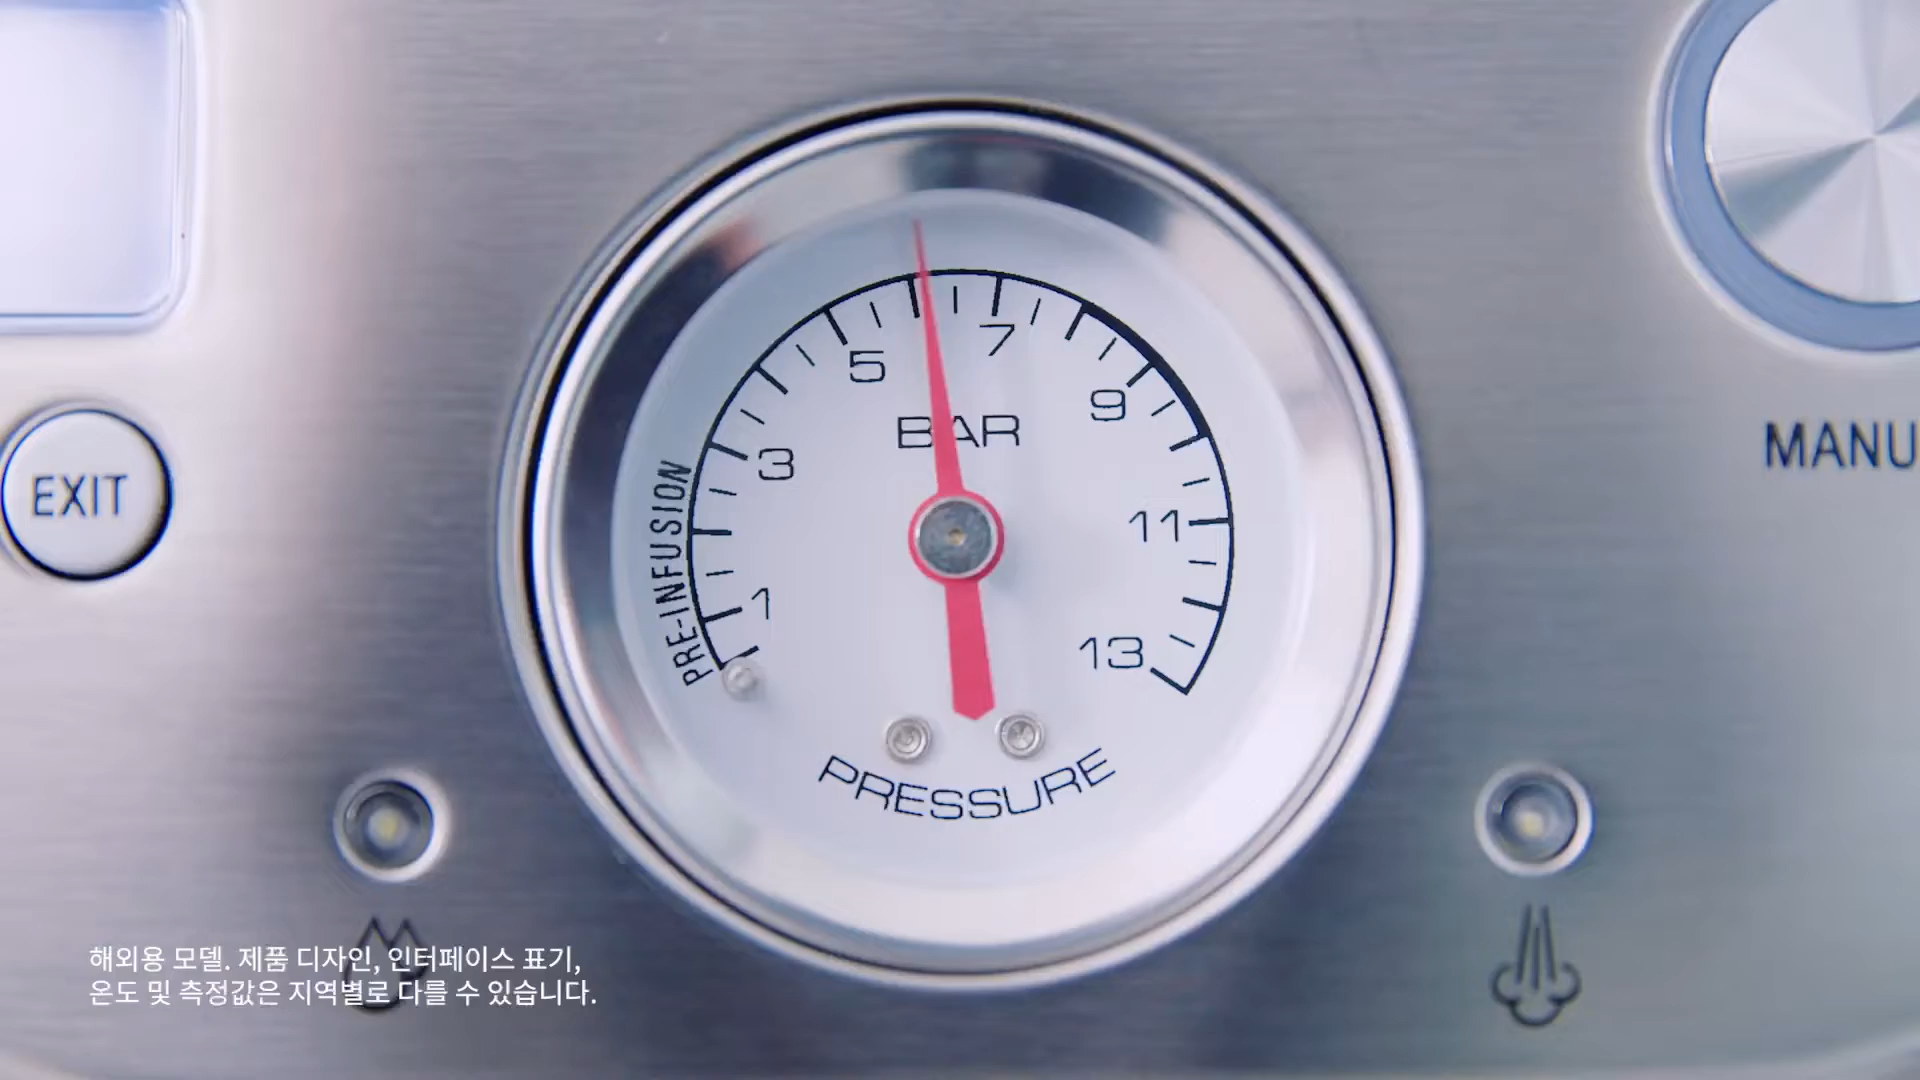 EXIT
MANU
5
7
BAR
9
3
11
PRE-INFUSION
1
13
PRESSURE
해외용 모델. 제품 디자인, 인터페이스 표기,
온도 및 측정값은 지역별로 다를 수 있습니다.